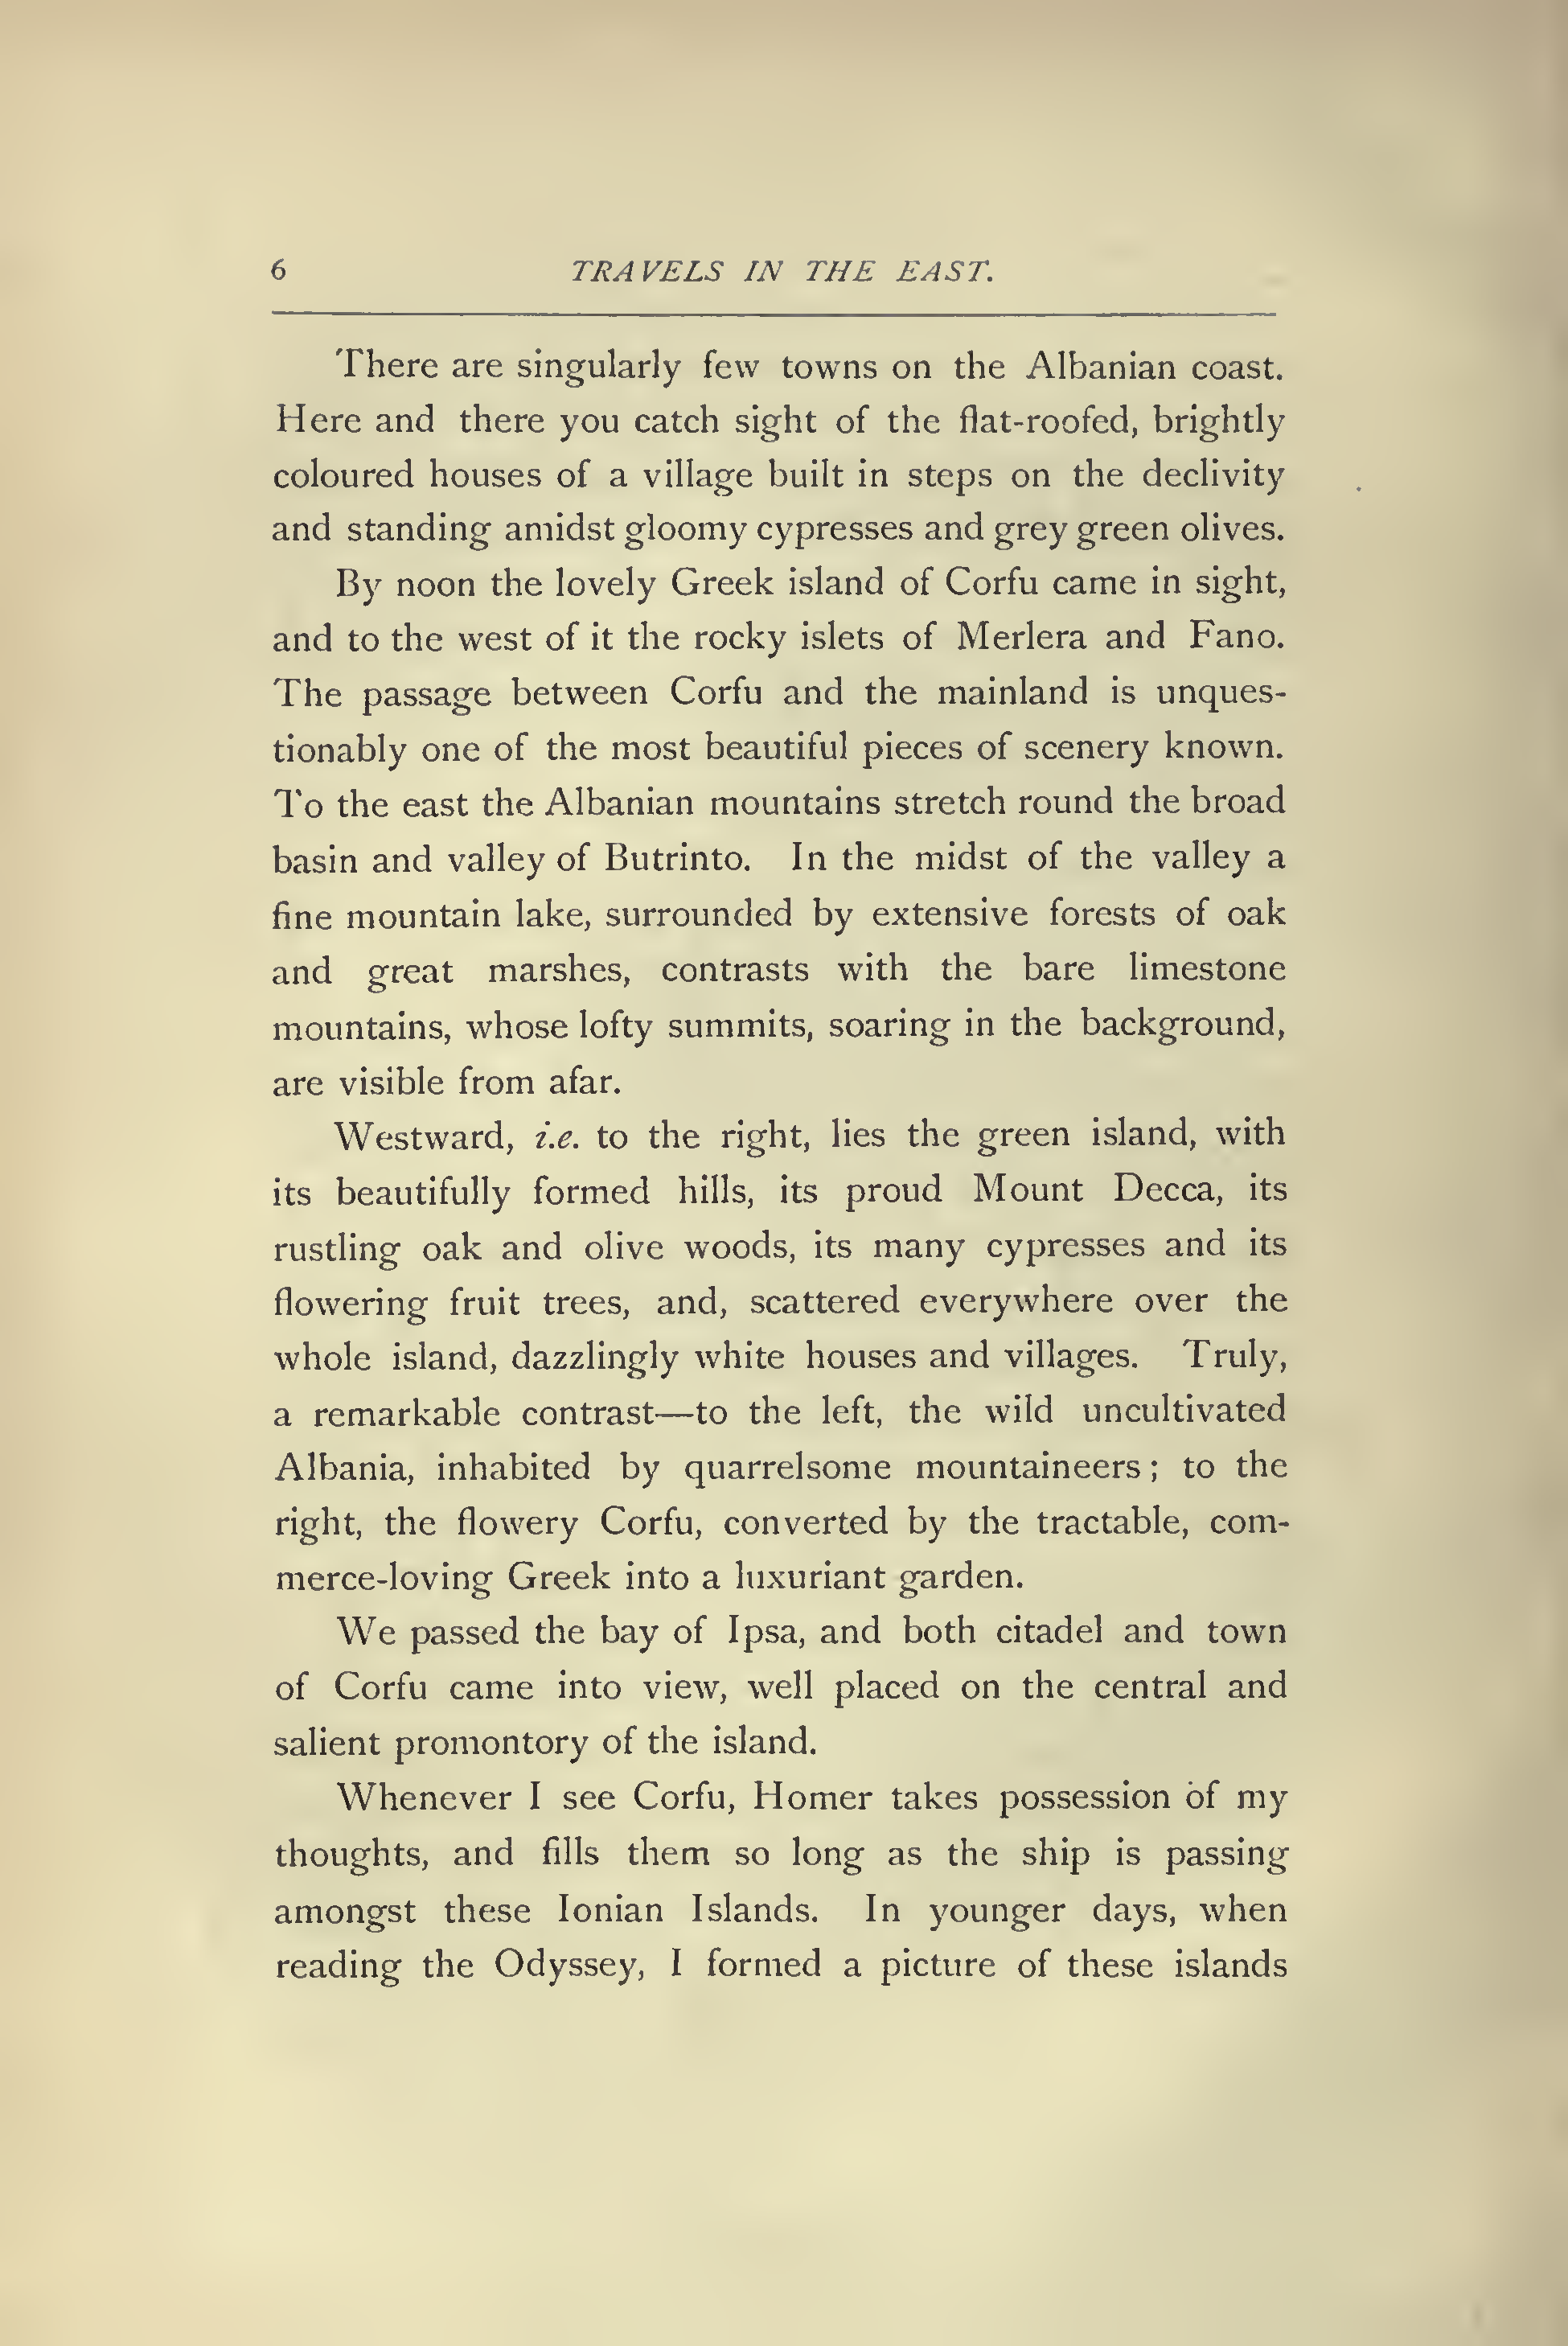 6 TRAVELS IN THE EAST.
There are singularly few towns on the Albanian coast.
Here and there you catch sight of the flat-roofed, brightly
coloured houses of a village built in steps on the declivity
and standing amidst gloomy cypresses and grey green olives.
By noon the lovely Greek island of Corfu came in sight,
and to the west of it the rocky islets of Merlera and Fano.
The passage between Corfu and the mainland is unques-
tionably one of the most beautiful pieces of scenery known.
To the east the Albanian mountains stretch round the broad
basin and valley of Butrinto. In the midst of the valley a
fine mountain lake, surrounded by extensive forests of oak
and great marshes, contrasts with the bare limestone
mountains, whose lofty summits, soaring in the background,
are visible from afar.
Westward, i.e. to the right, lies the green island, with
its beautifully formed hills, its proud Mount Decca, its
rustling oak and olive woods, its many cypresses and its
flowering fruit trees, and, scattered everywhere over the
whole island, dazzlingly white houses and villages. Truly,
a remarkable contrast—to the left, the wild uncultivated
Albania, inhabited by quarrelsome mountaineers; to the
right, the flowery Corfu, converted by the tractable, com-
merce-loving Greek into a luxuriant garden.
We passed the bay of Ipsa, and both citadel and town
of Corfu came into view, well placed on the central and
salient promontory of the island.
Whenever I see Corfu, Homer takes possession of my
thoughts, and fills them so long as the ship is passing
amongst these Ionian Islands. In younger days, when
reading the Odyssey, I formed a picture of these islands